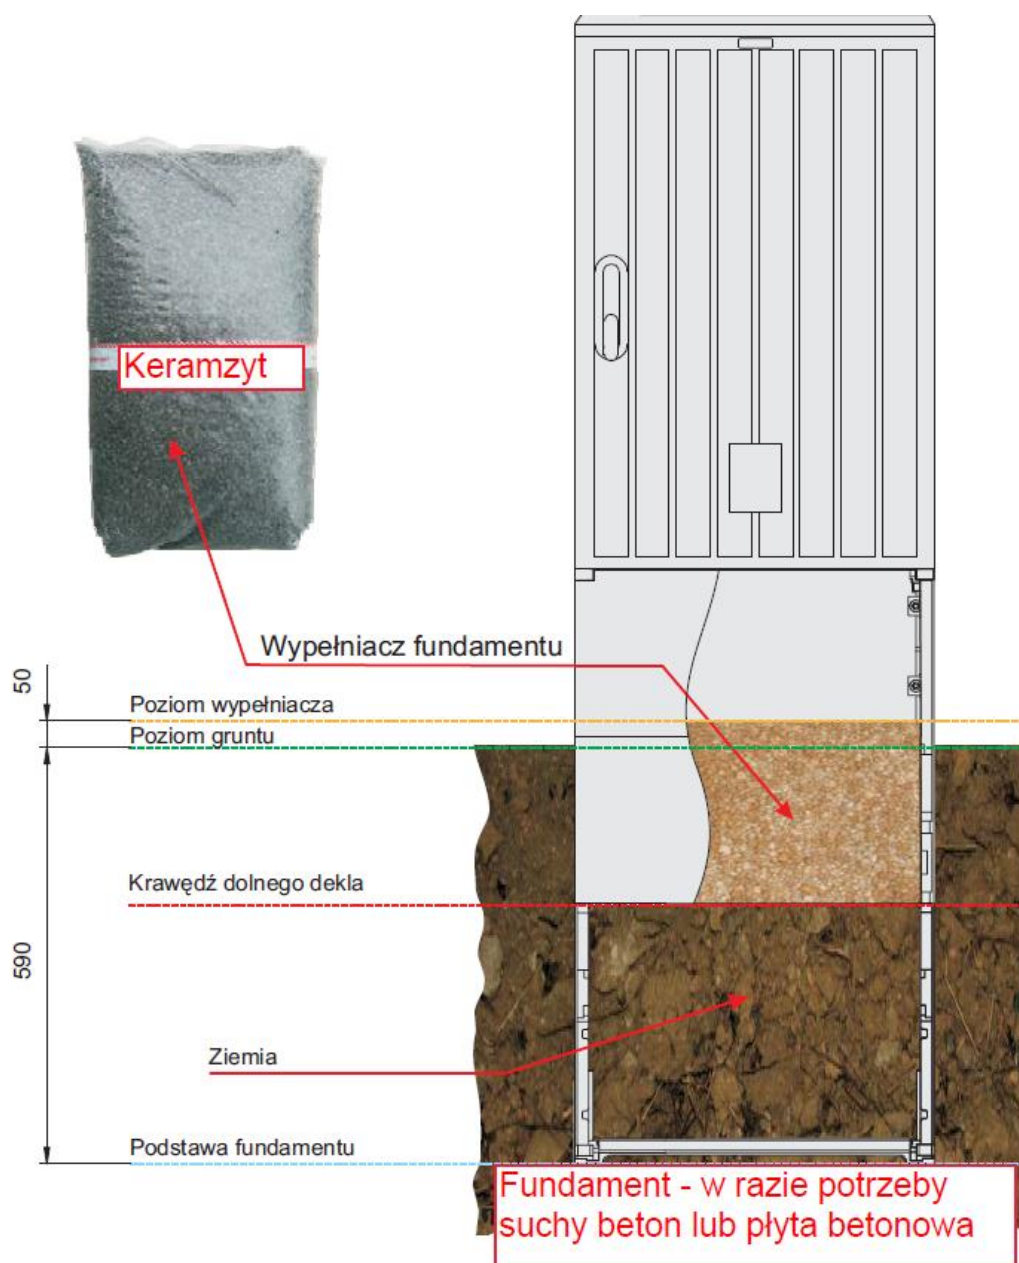 Keramzyt
Wypełniacz fundamentu
50
Poziom wypełniacza
Poziom gruntu
Krawędź dolnego dekla
590
Ziemia
Podstawa fundamentu
Fundament - w razie potrzeby
suchy beton lub płyta betonowa